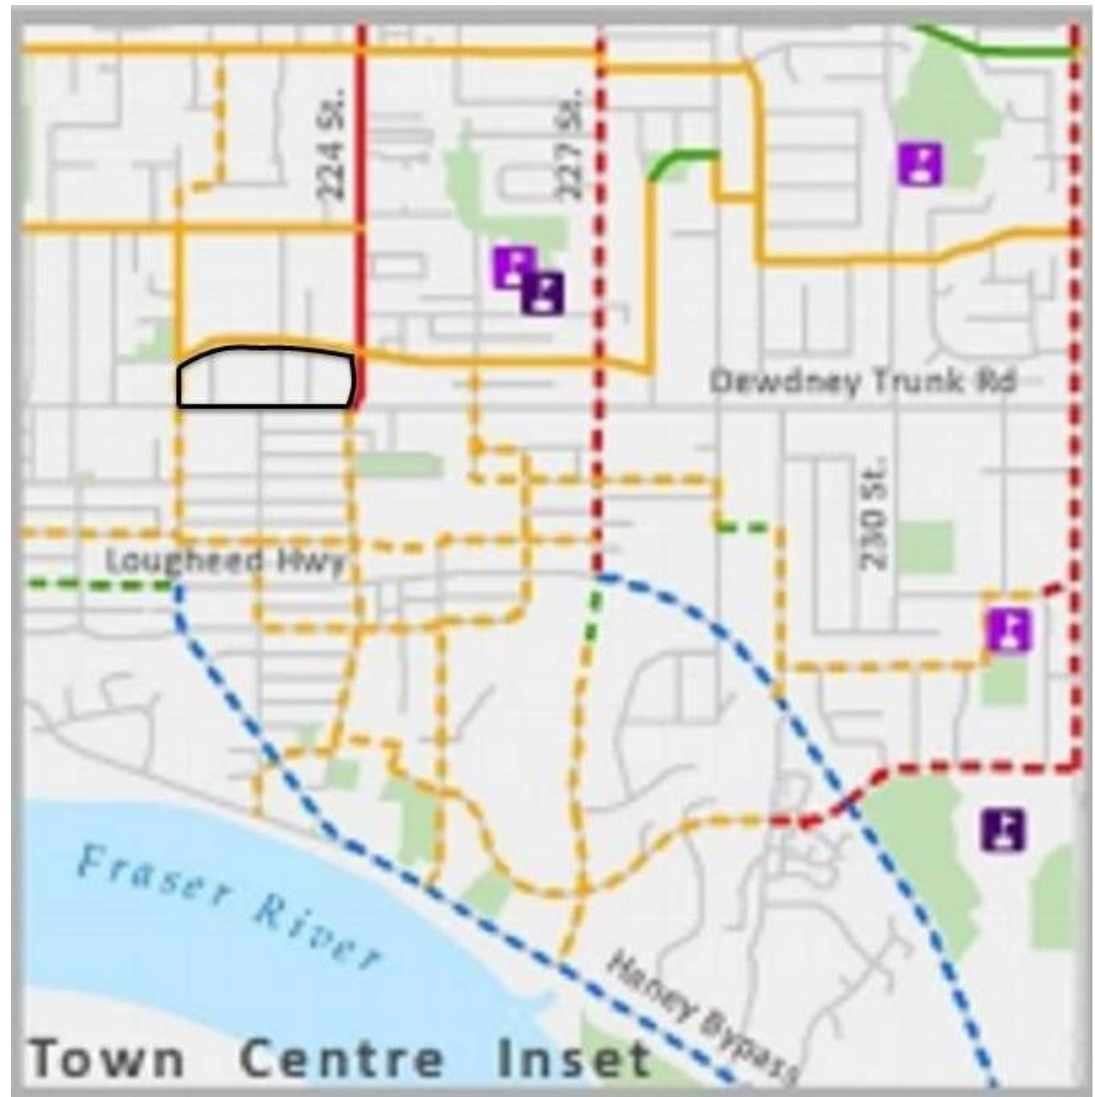 224 St.
227 St.
Dewdney Trunk Rd
230 St.
Lougheed Hwy
Fraser River
Haney Bypass
Town Centre Inset